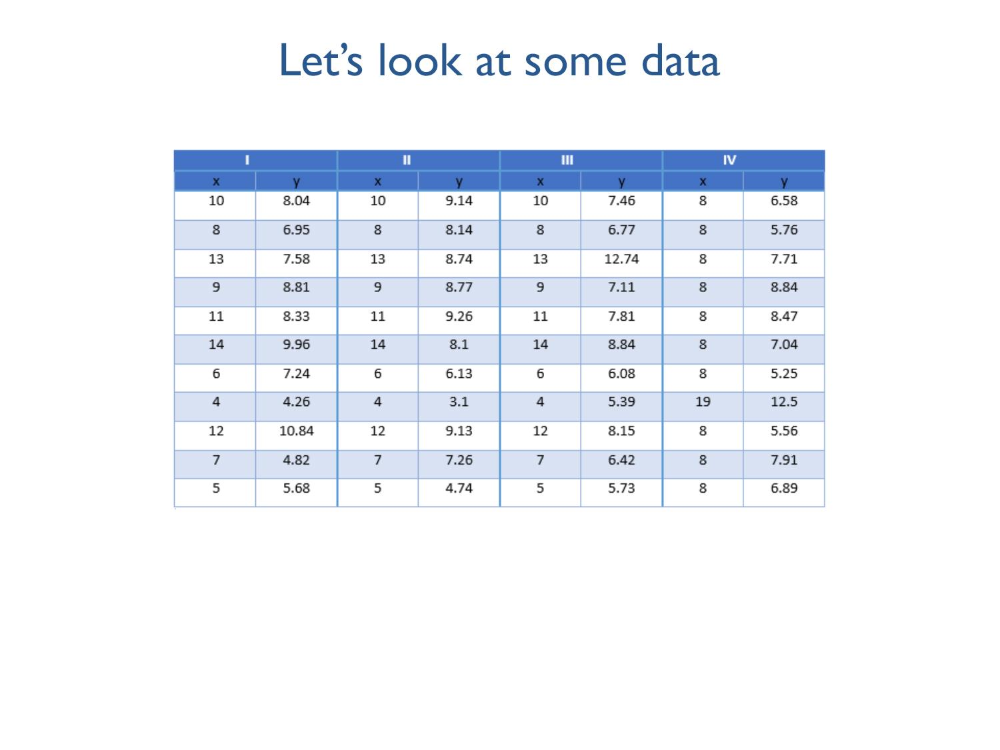 Let’s look at some data
I II III IV
x y x y x y x y
10 8.04 10 9.14 10 7.46 8 6.58
8 6.95 8 8.14 8 6.77 8 5.76
13 7.58 13 8.74 13 12.74 8 7.71
9 8.81 9 8.77 9 7.11 8 8.84
11 8.33 11 9.26 11 7.81 8 8.47
14 9.96 14 8.1 14 8.84 8 7.04
6 7.24 6 6.13 6 6.08 8 5.25
4 4.26 4 3.1 4 5.39 19 12.5
12 10.84 12 9.13 12 8.15 8 5.56
7 4.82 7 7.26 7 6.42 8 7.91
5 5.68 5 4.74 5 5.73 8 6.89